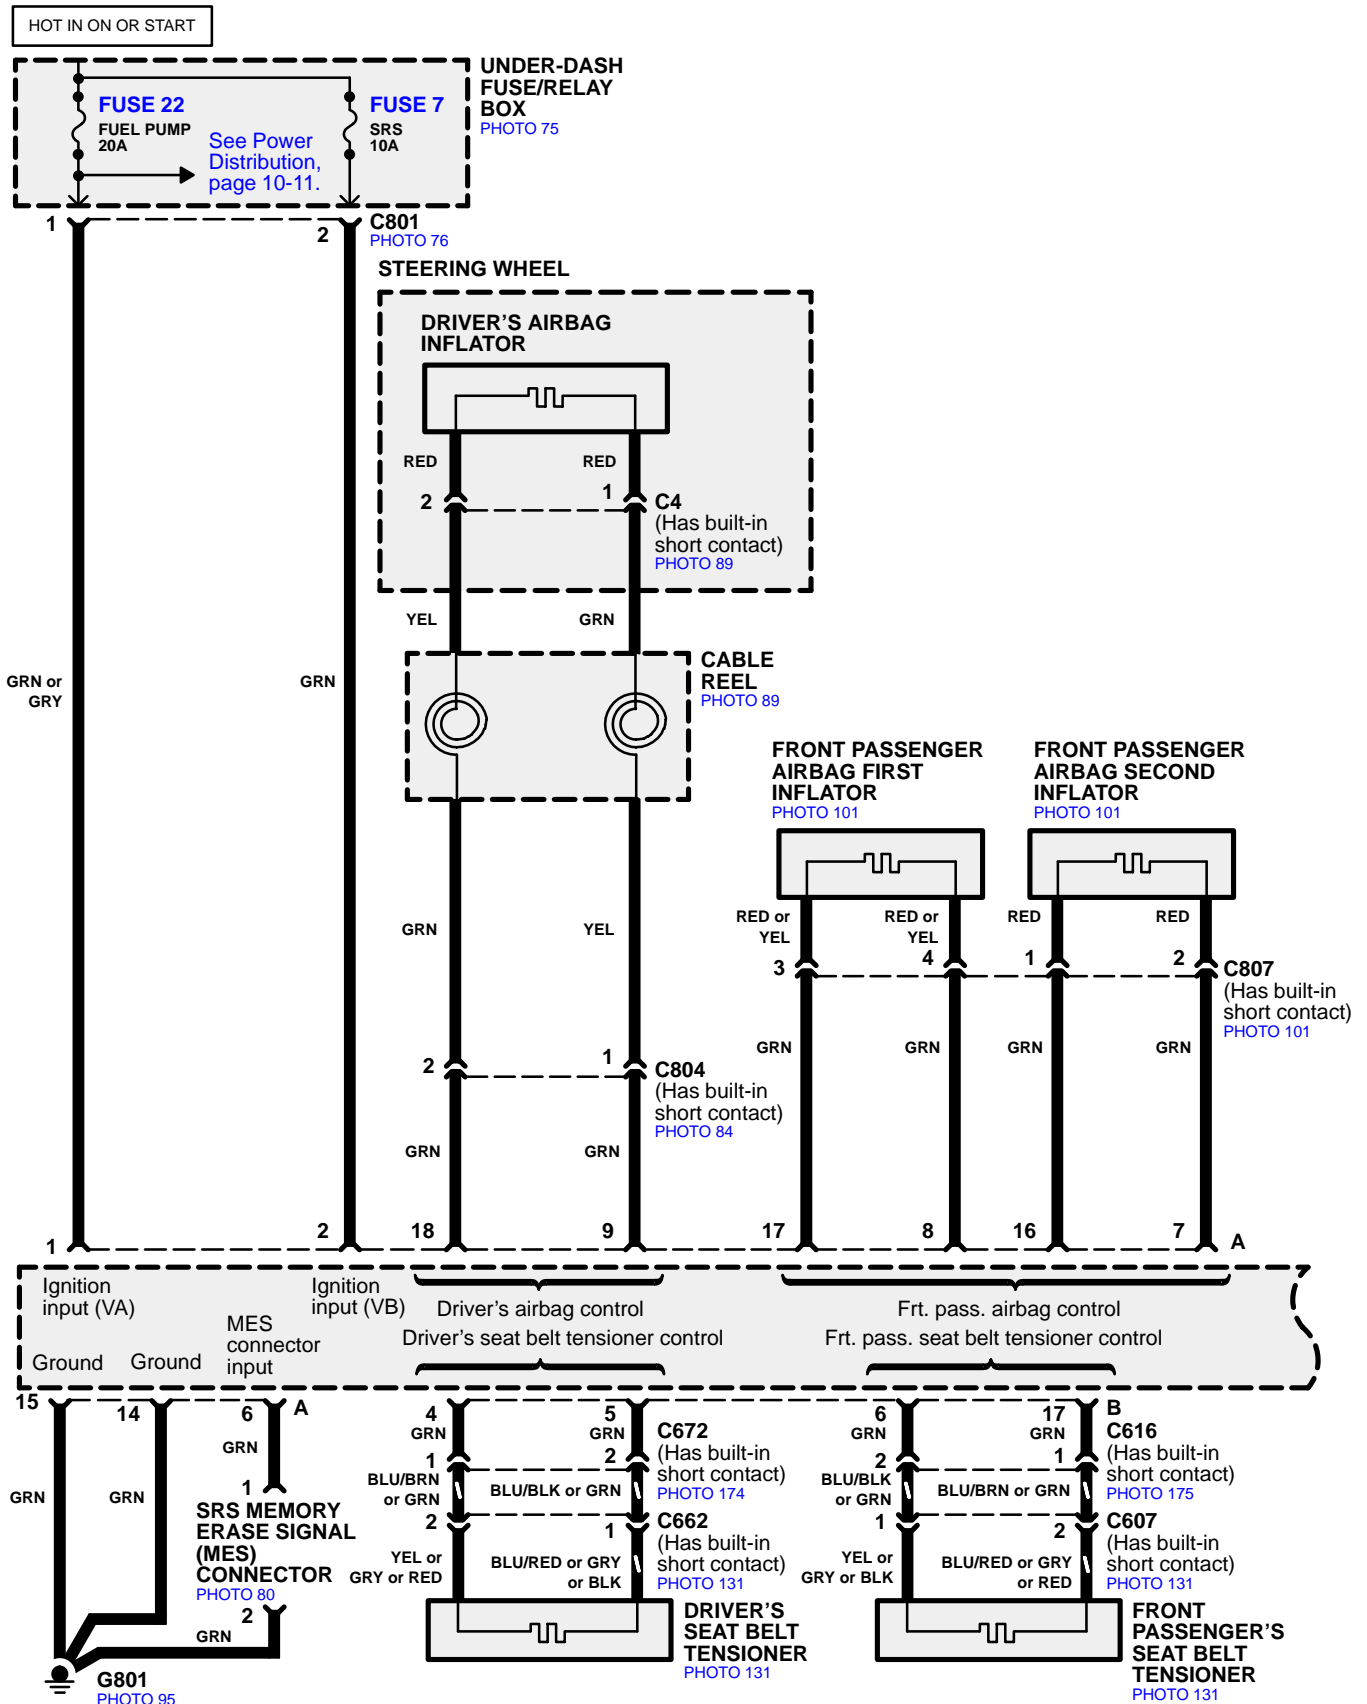 HOT IN ON OR START
UNDER-DASH
FUSE/RELAY
BOX
PHOTO 75
FUSE 22
FUEL PUMP
20A
See Power
Distribution,
page 10-11.
FUSE 7
SRS
10A
1
2
C801
PHOTO 76
STEERING WHEEL
DRIVER’S AIRBAG
INFLATOR
RED
RED
2
1
C4
(Has built-in
short contact)
PHOTO 89
YEL
GRN
GRN or
GRY
GRN
CABLE
REEL
PHOTO 89
FRONT PASSENGER
AIRBAG FIRST
INFLATOR
PHOTO 101
FRONT PASSENGER
AIRBAG SECOND
INFLATOR
PHOTO 101
GRN
YEL
RED or
YEL
RED or
YEL
RED
RED
3
4
1
2
C807
(Has built-in
short contact)
PHOTO 101
GRN
GRN
GRN
GRN
2
1
C804
(Has built-in
short contact)
PHOTO 84
GRN
GRN
1
2
18
9
17
8
16
7
A
Ignition
input (VA)
Ignition
input (VB)
Driver’s airbag control
Frt. pass. airbag control
MES
connector
input
Driver’s seat belt tensioner control
Frt. pass. seat belt tensioner control
Ground
Ground
15
14
6
A
4
5
6
17
B
GRN
GRN
GRN
GRN
GRN
GRN
GRN
1
SRS MEMORY
ERASE SIGNAL
(MES)
CONNECTOR
PHOTO 80
2
GRN
G801
PHOTO 95
1
2
C672
(Has built-in
short contact)
PHOTO 174
BLU/BRN
or GRN
BLU/BLK or GRN
2
1
C662
(Has built-in
short contact)
PHOTO 131
YEL or
GRY or RED
BLU/RED or GRY
or BLK
DRIVER’S
SEAT BELT
TENSIONER
PHOTO 131
2
1
C616
(Has built-in
short contact)
PHOTO 175
BLU/BLK
or GRN
BLU/BRN or GRN
1
2
C607
(Has built-in
short contact)
PHOTO 131
YEL or
GRY or BLK
BLU/RED or GRY
or RED
FRONT
PASSENGER’S
SEAT BELT
TENSIONER
PHOTO 131